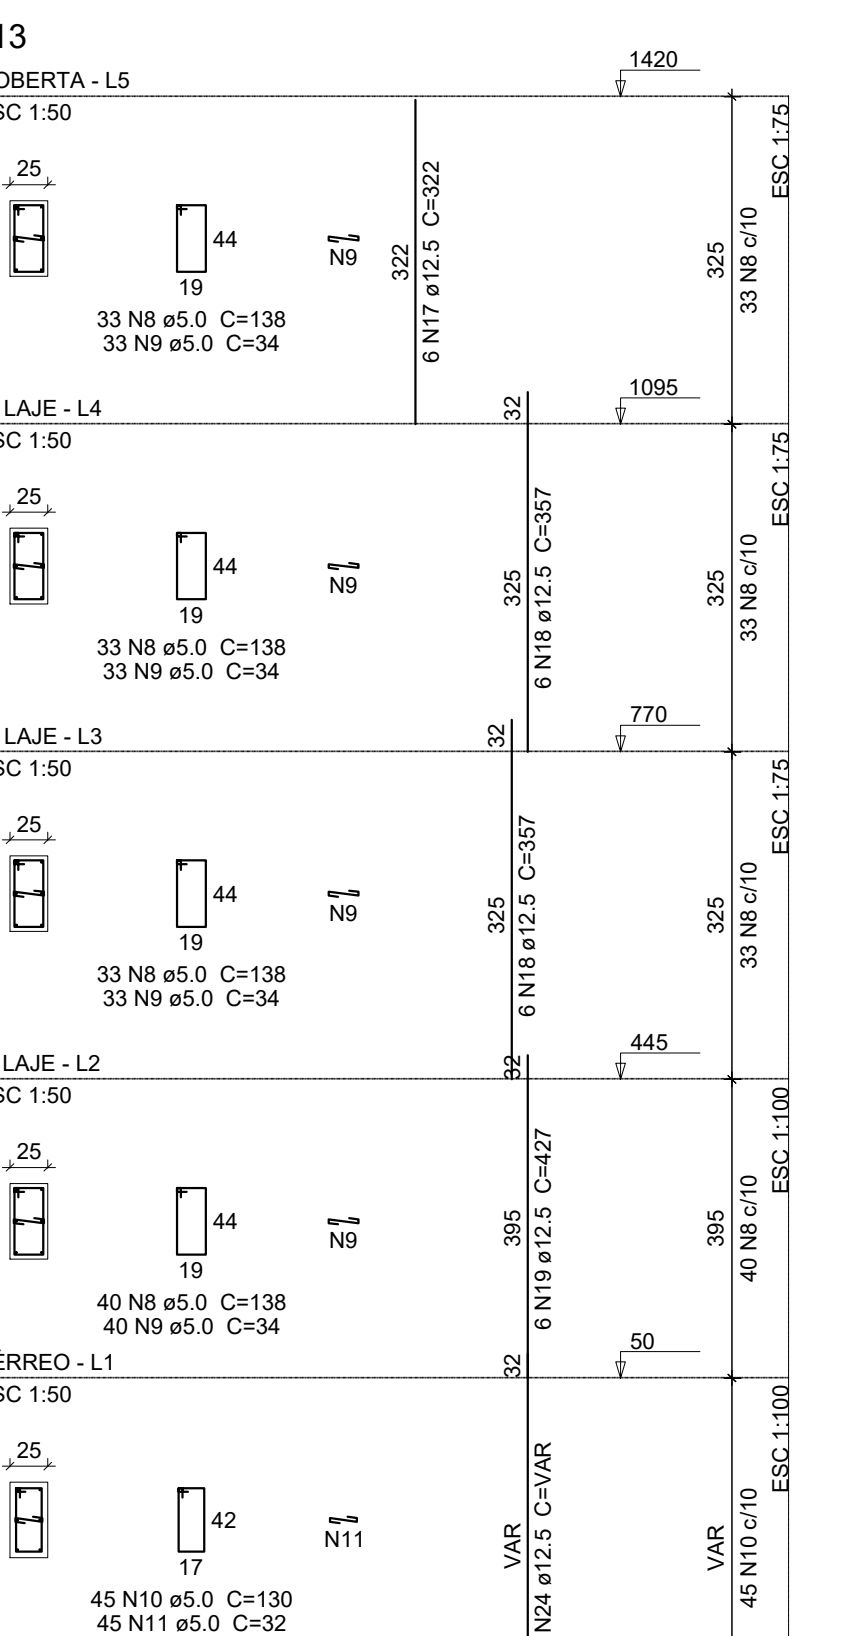 13
OBERTA - L5
1420
SC 1:50
ESC 1:75
25
44
19
N9
33 N8 ø5.0  C=138
33 N9 ø5.0  C=34
322
6 N17 ø12.5  C=322
325
33 N8 c/10
LAJE - L4
32
1095
SC 1:50
ESC 1:75
25
44
19
N9
33 N8 ø5.0  C=138
33 N9 ø5.0  C=34
325
6 N18 ø12.5  C=357
325
33 N8 c/10
LAJE - L3
32
770
SC 1:50
ESC 1:75
25
44
19
N9
33 N8 ø5.0  C=138
33 N9 ø5.0  C=34
325
6 N18 ø12.5  C=357
325
33 N8 c/10
LAJE - L2
32
445
SC 1:50
ESC 1:100
25
44
19
N9
40 N8 ø5.0  C=138
40 N9 ø5.0  C=34
395
6 N19 ø12.5  C=427
395
40 N8 c/10
ÉRREO - L1
32
50
SC 1:50
ESC 1:100
25
42
17
N11
45 N10 ø5.0  C=130
45 N11 ø5.0  C=32
VAR
N24 ø12.5  C=VAR
VAR
45 N10 c/10